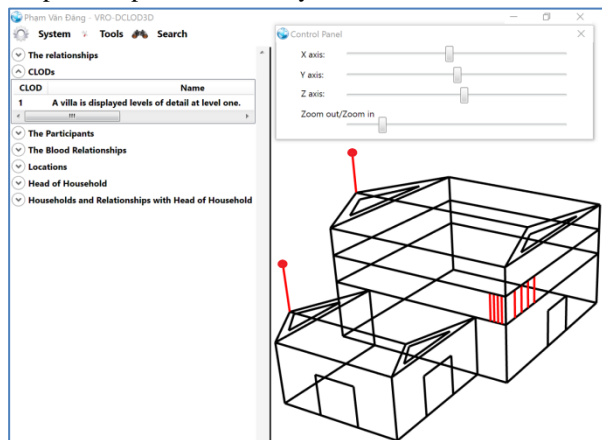 Phạm Văn Đảng - VRO-DCLOD3D
System Tools Search
The relationships
CLODs
CLOD Name
1 A villa is displayed levels of detail at level one.
The Participants
The Blood Relationships
Locations
Head of Household
Households and Relationships with Head of Household
Control Panel
X axis:
Y axis:
Z axis:
Zoom out/Zoom in